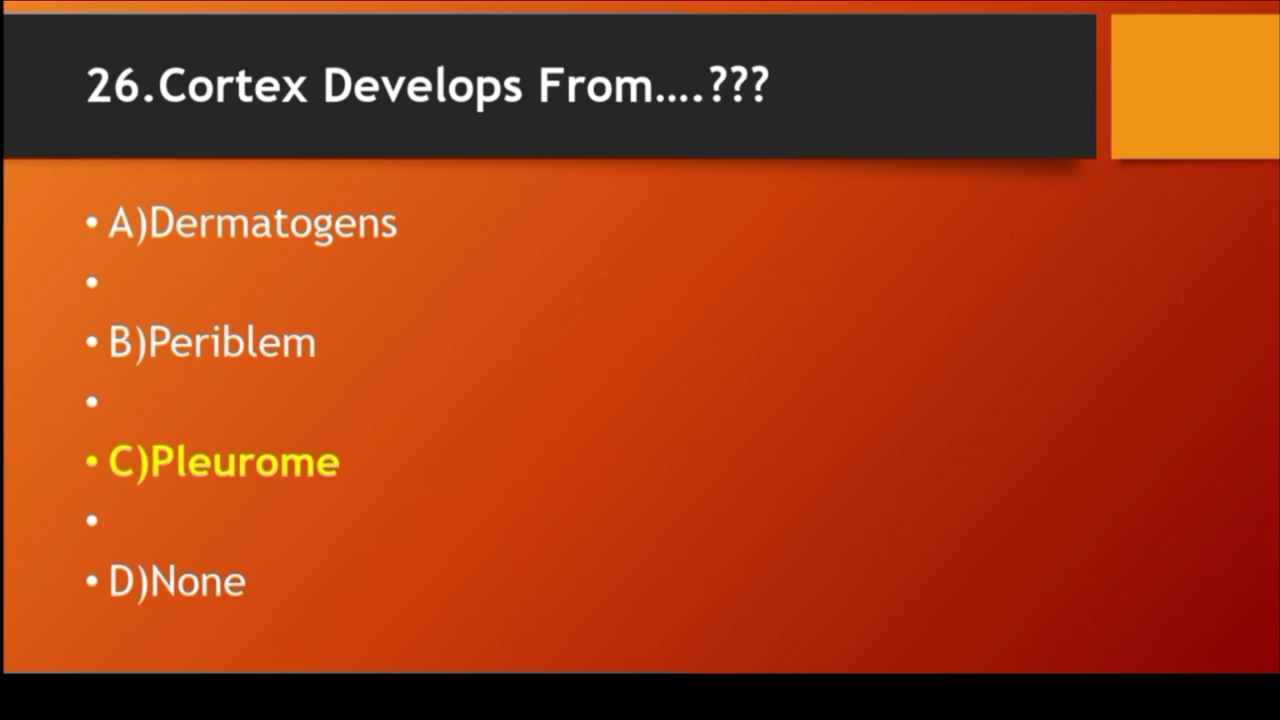 26.Cortex Develops From....???
• A)Dermatogens
•
• B)Periblem
•
• C)Pleurome
•
• D)None